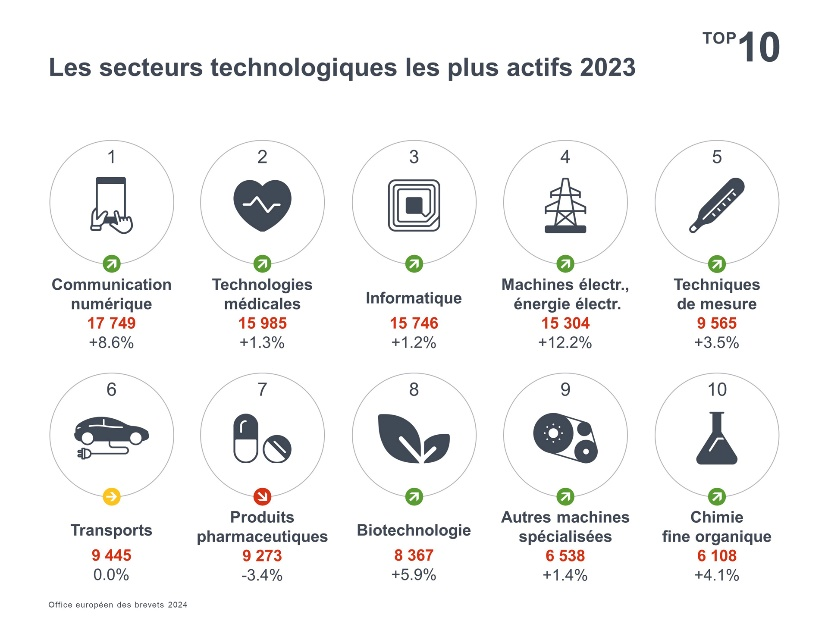 TOP 10
Les secteurs technologiques les plus actifs 2023
1
Communication
numérique
17 749
+8.6%
2
Technologies
médicales
15 985
+1.3%
3
Informatique
15 746
+1.2%
4
Machines électr.,
énergie électr.
15 304
+12.2%
5
Techniques
de mesure
9 565
+3.5%
6
Transports
9 445
0.0%
7
Produits
pharmaceutiques
9 273
-3.4%
8
Biotechnologie
8 367
+5.9%
9
Autres machines
spécialisées
6 538
+1.4%
10
Chimie
fine organique
6 108
+4.1%
Office européen des brevets 2024